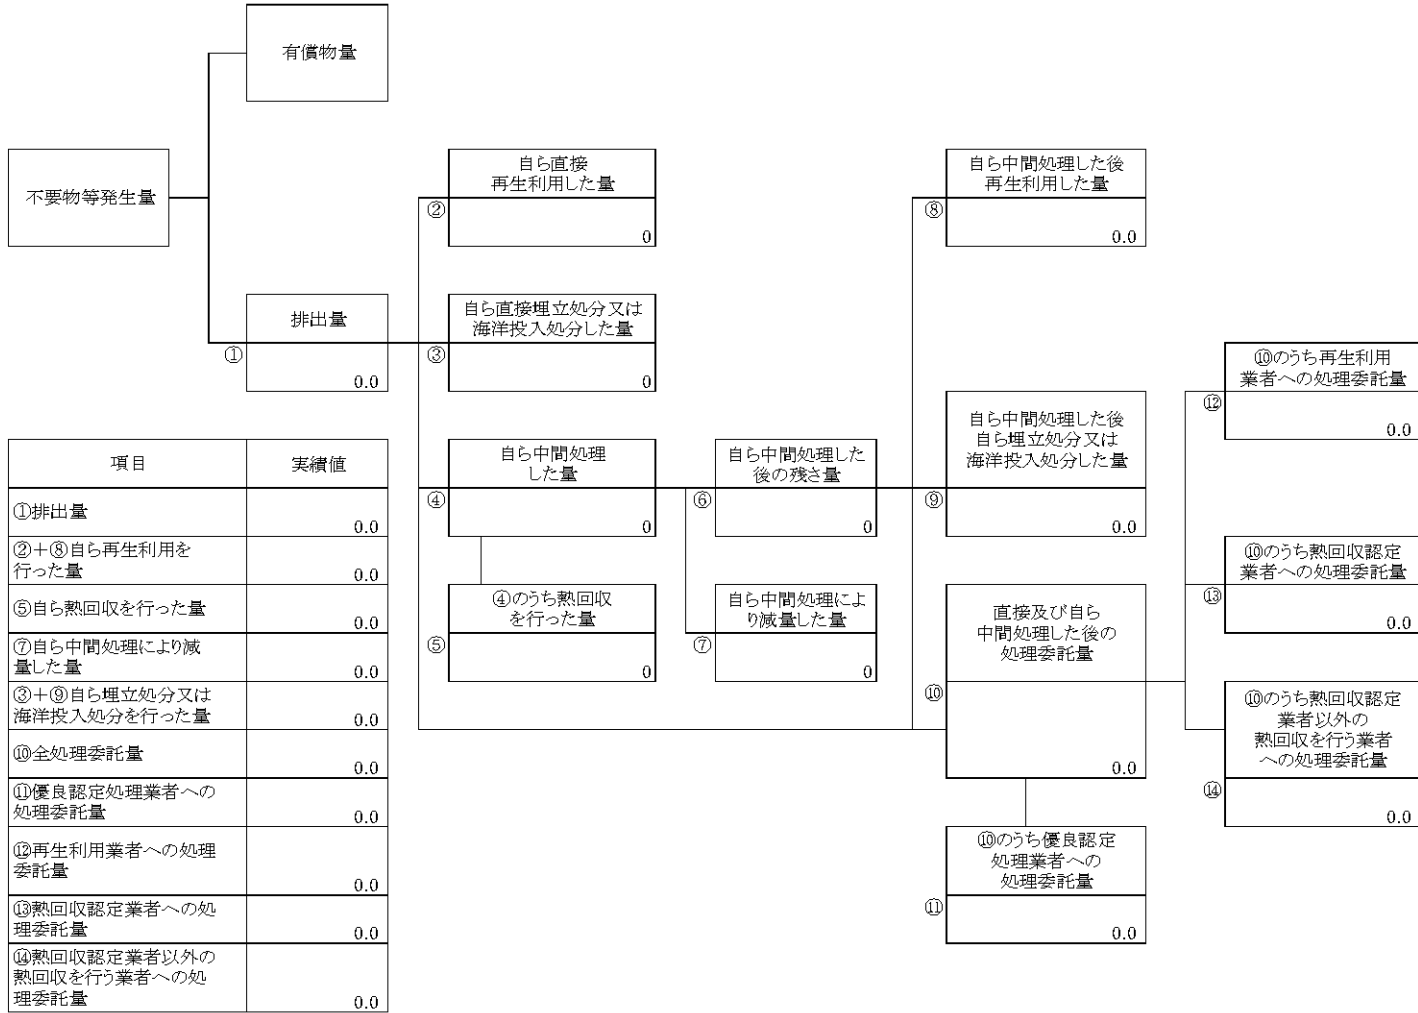 有償物量
不要物等発生量
自ら直接
再生利用した量
②
0
自ら中間処理した後
再生利用した量
⑧
0.0
排出量
①
0.0
自ら直接埋立処分又は
海洋投入処分した量
③
0
⑩のうち再生利用
業者への処理委託量
⑫
0.0
自ら中間処理
した量
④
0
自ら中間処理した
後の残さ量
⑥
0
自ら中間処理した後
自ら埋立処分又は
海洋投入処分した量
⑨
0.0
⑩のうち熱回収認定
業者への処理委託量
⑬
0.0
④のうち熱回収
を行った量
⑤
0
自ら中間処理によ
り減量した量
⑦
0
直接及び自ら
中間処理した後の
処理委託量
⑩
0.0
⑩のうち熱回収認定
業者以外の
熱回収を行う業者
への処理委託量
⑭
0.0
⑩のうち優良認定
処理業者への
処理委託量
⑪
0.0
項目 実績値
①排出量
0.0
②＋⑧自ら再生利用を
行った量
0.0
⑤自ら熱回収を行った量
0.0
⑦自ら中間処理により減
量した量
0.0
③＋⑨自ら埋立処分又は
海洋投入処分を行った量
0.0
⑩全処理委託量
0.0
⑪優良認定処理業者への
処理委託量
0.0
⑫再生利用業者への処理
委託量
0.0
⑬熱回収認定業者への処
理委託量
0.0
⑭熱回収認定業者以外の
熱回収を行う業者への処
理委託量
0.0